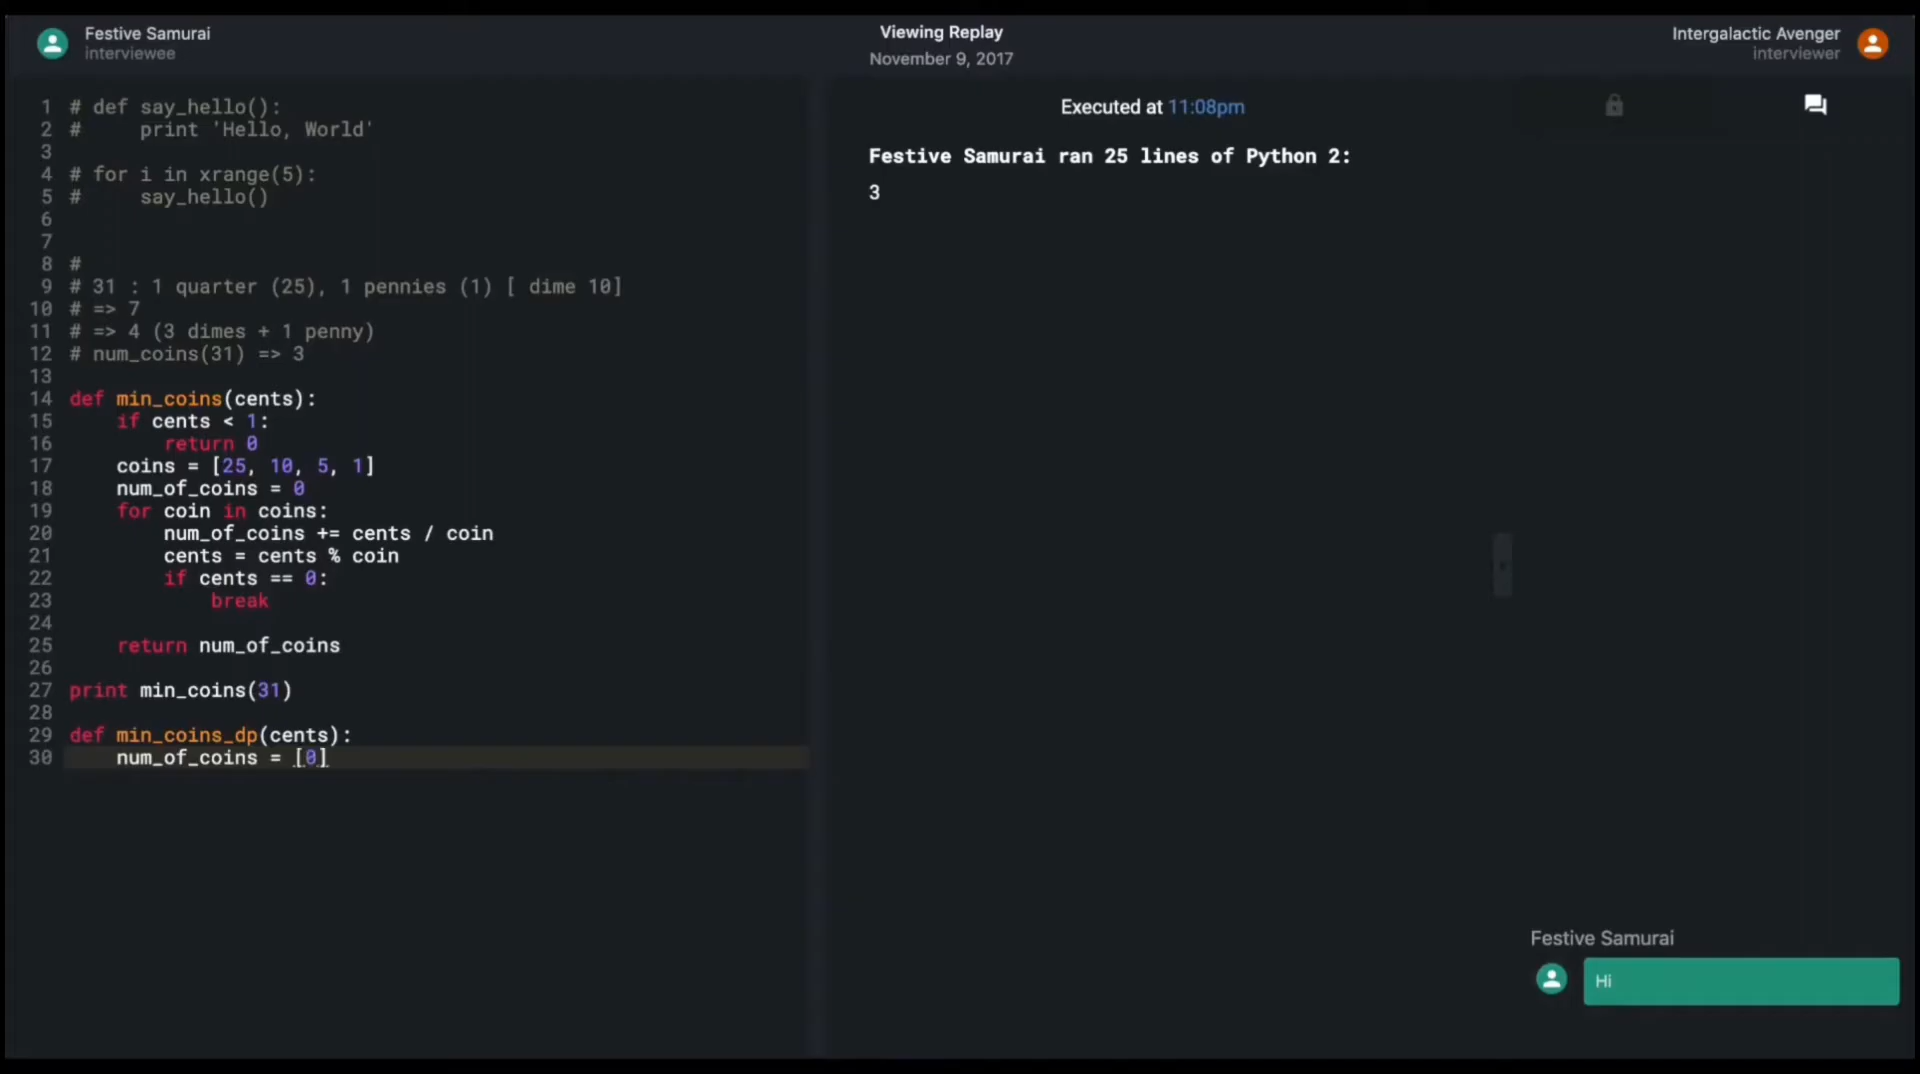 Festive Samurai
interviewee
Viewing Replay
November 9, 2017
Intergalactic Avenger
interviewer
1 # def say_hello():
2 #     print 'Hello, World'
3
4 # for i in xrange(5):
5 #     say_hello()
6
7
8 #
9 # 31 : 1 quarter (25), 1 pennies (1) [ dime 10]
10 # => 7
11 # => 4 (3 dimes + 1 penny)
12 # num_coins(31) => 3
13
14 def min_coins(cents):
15     if cents < 1:
16         return 0
17     coins = [25, 10, 5, 1]
18     num_of_coins = 0
19     for coin in coins:
20         num_of_coins += cents / coin
21         cents = cents % coin
22         if cents == 0:
23             break
24
25     return num_of_coins
26
27 print min_coins(31)
28
29 def min_coins_dp(cents):
30     num_of_coins = [0]
Executed at 11:08pm
Festive Samurai ran 25 lines of Python 2:
3
Festive Samurai
Hi